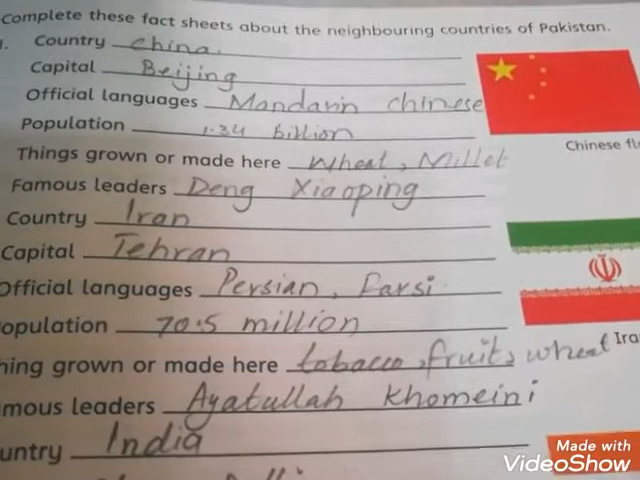 Complete these fact sheets about the neighbouring countries of Pakistan.
Country China.
Capital Beijing
Official languages Mandarin chinese
Population 1.34 billion
Chinese fl
Things grown or made here wheat, Millet
Famous leaders Deng Xiaoping
Country Iran
Capital Tehran
Official languages Persian, Farsi
opulation 70.5 million
Ira
hing grown or made here tobacco, fruits, wheat
mous leaders Ayatullah Khomeini
untry India
Made with
VideoShow